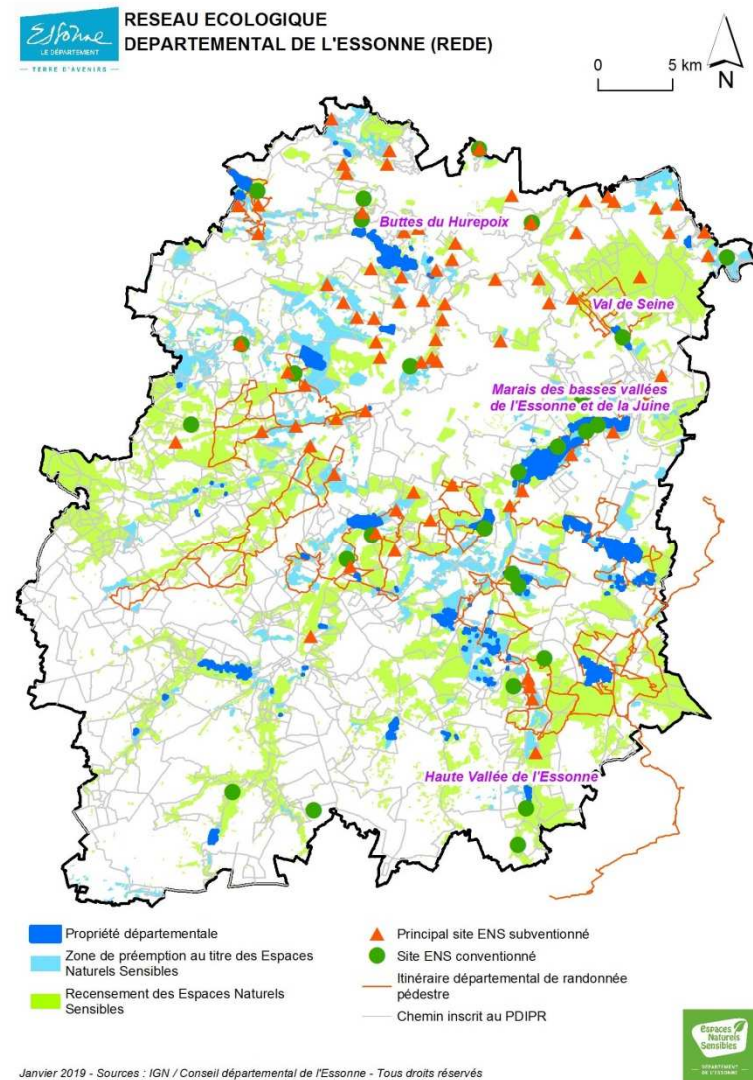 Essonne
LE DÉPARTEMENT
TERRE D'AVENIRS
RESEAU ECOLOGIQUE
DEPARTEMENTAL DE L'ESSONNE (REDE)
0 5 km
N
Buttes du Hurepoix
Val de Seine
Marais des basses vallées
de l'Essonne et de la Juine
Haute Vallée de l'Essonne
Propriété départementale
Zone de préemption au titre des Espaces
Naturels Sensibles
Recensement des Espaces Naturels
Sensibles
Principal site ENS subventionné
Site ENS conventionné
Itinéraire départemental de randonnée
pédestre
Chemin inscrit au PDIPR
Espaces
Naturels
Sensibles
DÉPARTEMENT
DE L'ESSONNE
Janvier 2019 - Sources : IGN / Conseil départemental de l'Essonne - Tous droits réservés